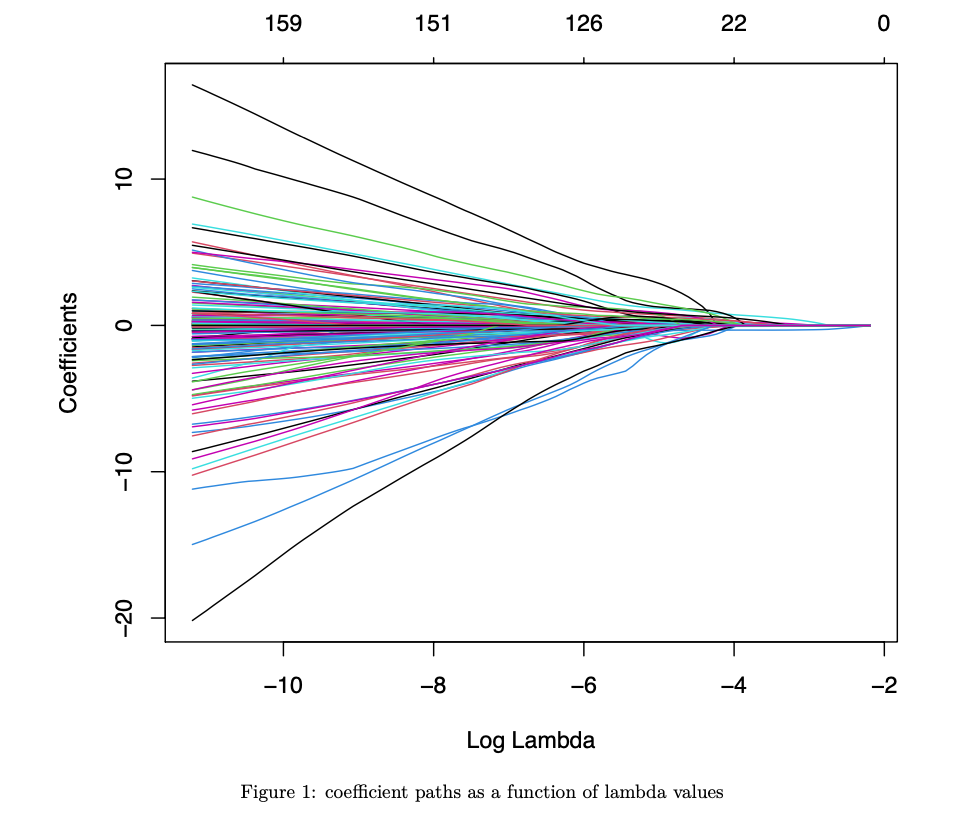 159 151 126 22 0
10
0
−10
−20
Coefficients
−10 −8 −6 −4 −2
Log Lambda
Figure 1: coefficient paths as a function of lambda values